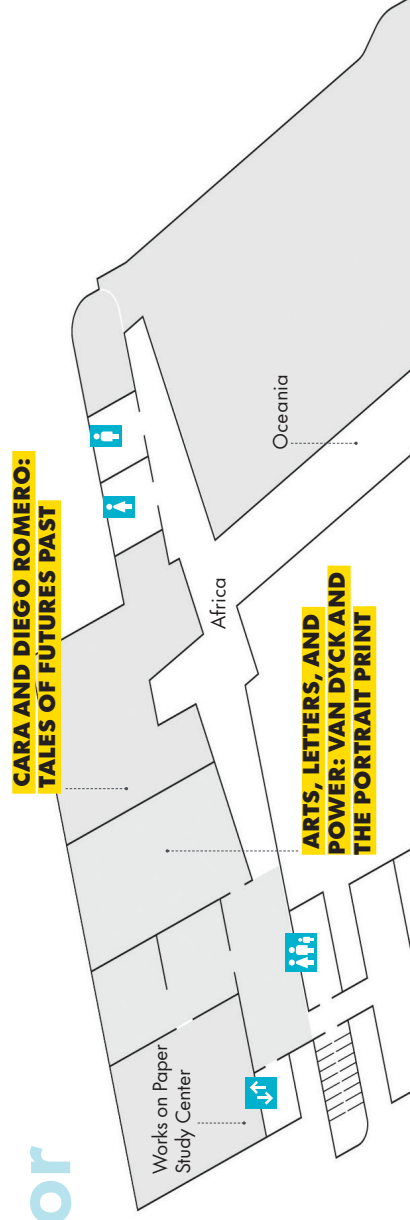 or
CARA AND DIEGO ROMERO:
TALES OF FUTURES PAST
Africa
Oceania
ARTS, LETTERS, AND
POWER: VAN DYCK AND
THE PORTRAIT PRINT
Works on Paper
Study Center